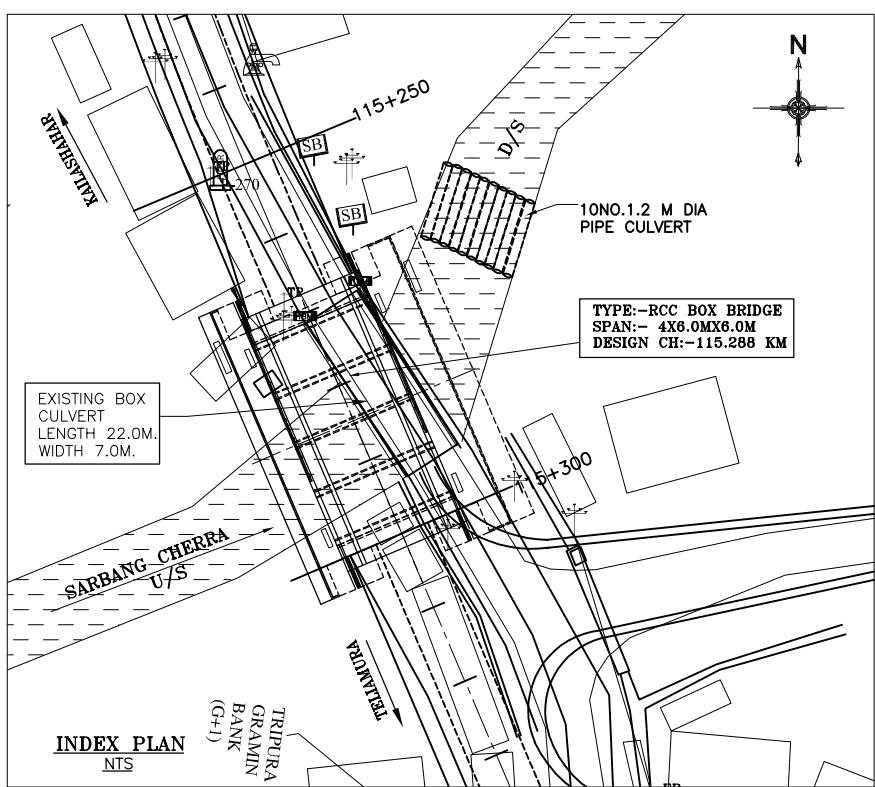 N
115+250
KAILASHAHAR
SB
270
SB
D/S
10NO.1.2 M DIA
PIPE CULVERT
TYPE:-RCC BOX BRIDGE
SPAN:- 4X6.0MX6.0M
DESIGN CH:-115.288 KM
TP
EXISTING BOX
CULVERT
LENGTH 22.0M.
WIDTH 7.0M.
5+300
SARBANG CHERRA
U/S
TELIAMURA
TRIPURA
GRAMIN
BANK
(G+1)
INDEX PLAN
NTS